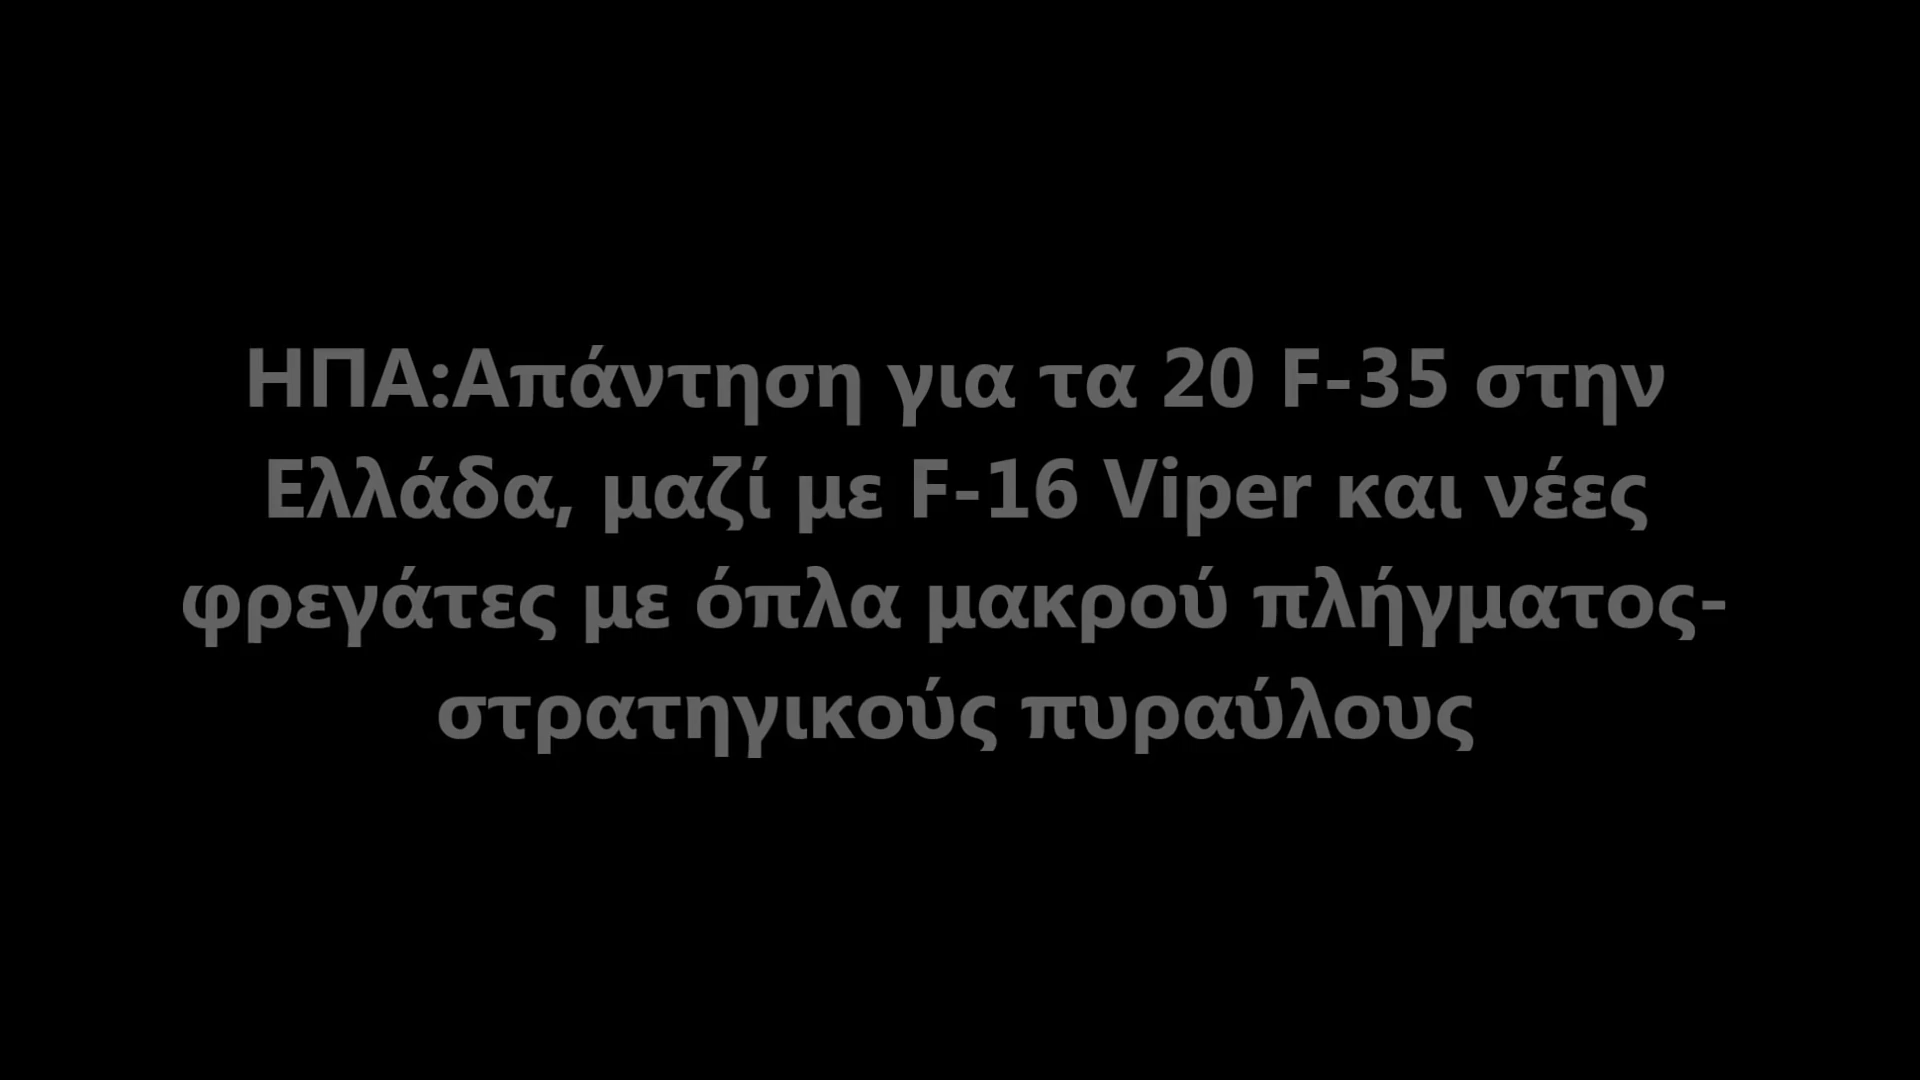 ΗΠΑ:Απάντηση για τα 20 F-35 στην
Ελλάδα, μαζί με F-16 Viper και νέες
φρεγάτες με όπλα μακρού πλήγματος-
στρατηγικούς πυραύλους